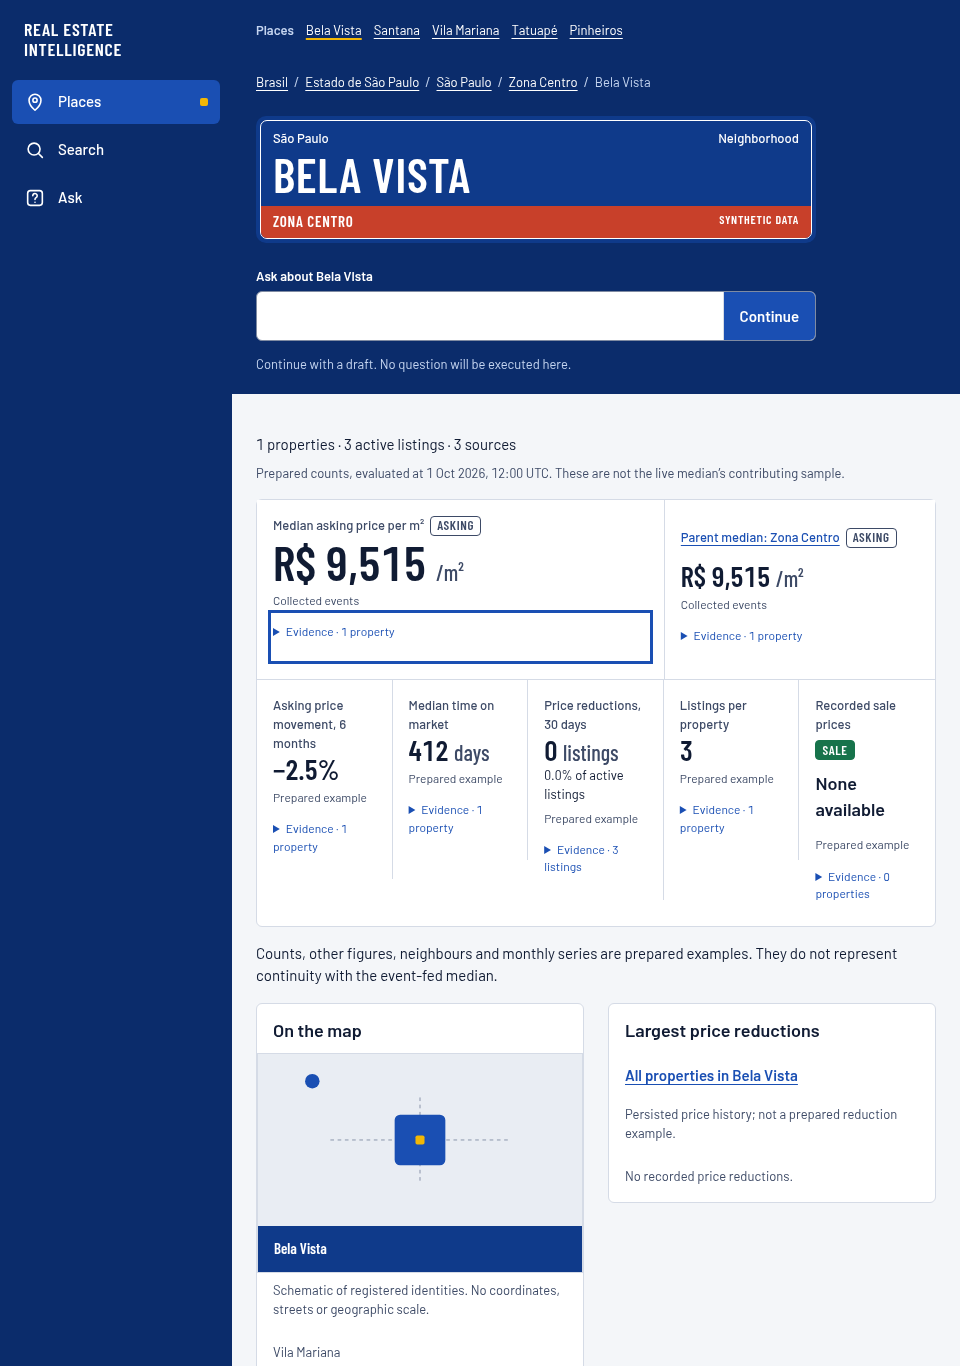 REAL ESTATE
INTELLIGENCE
Places
Search
Ask
Places Bela Vista Santana Vila Mariana Tatuapé Pinheiros
Brasil / Estado de São Paulo / São Paulo / Zona Centro / Bela Vista
São Paulo Neighborhood
BELA VISTA
ZONA CENTRO SYNTHETIC DATA
Ask about Bela Vista
Continue
Continue with a draft. No question will be executed here.
1 properties · 3 active listings · 3 sources
Prepared counts, evaluated at 1 Oct 2026, 12:00 UTC. These are not the live median's contributing sample.
Median asking price per m² ASKING
R$ 9,515 /m²
Collected events
Evidence · 1 property
Parent median: Zona Centro ASKING
R$ 9,515 /m²
Collected events
Evidence · 1 property
Asking price
movement, 6
months
−2.5%
Prepared example
Evidence · 1
property
Median time on
market
412 days
Prepared example
Evidence · 1
property
Price reductions,
30 days
0 listings
0.0% of active
listings
Prepared example
Evidence · 3
listings
Listings per
property
3
Prepared example
Evidence · 1
property
Recorded sale
prices
SALE
None
available
Prepared example
Evidence · 0
properties
Counts, other figures, neighbours and monthly series are prepared examples. They do not represent
continuity with the event-fed median.
On the map
Bela Vista
Schematic of registered identities. No coordinates,
streets or geographic scale.
Vila Mariana
Largest price reductions
All properties in Bela Vista
Persisted price history; not a prepared reduction
example.
No recorded price reductions.